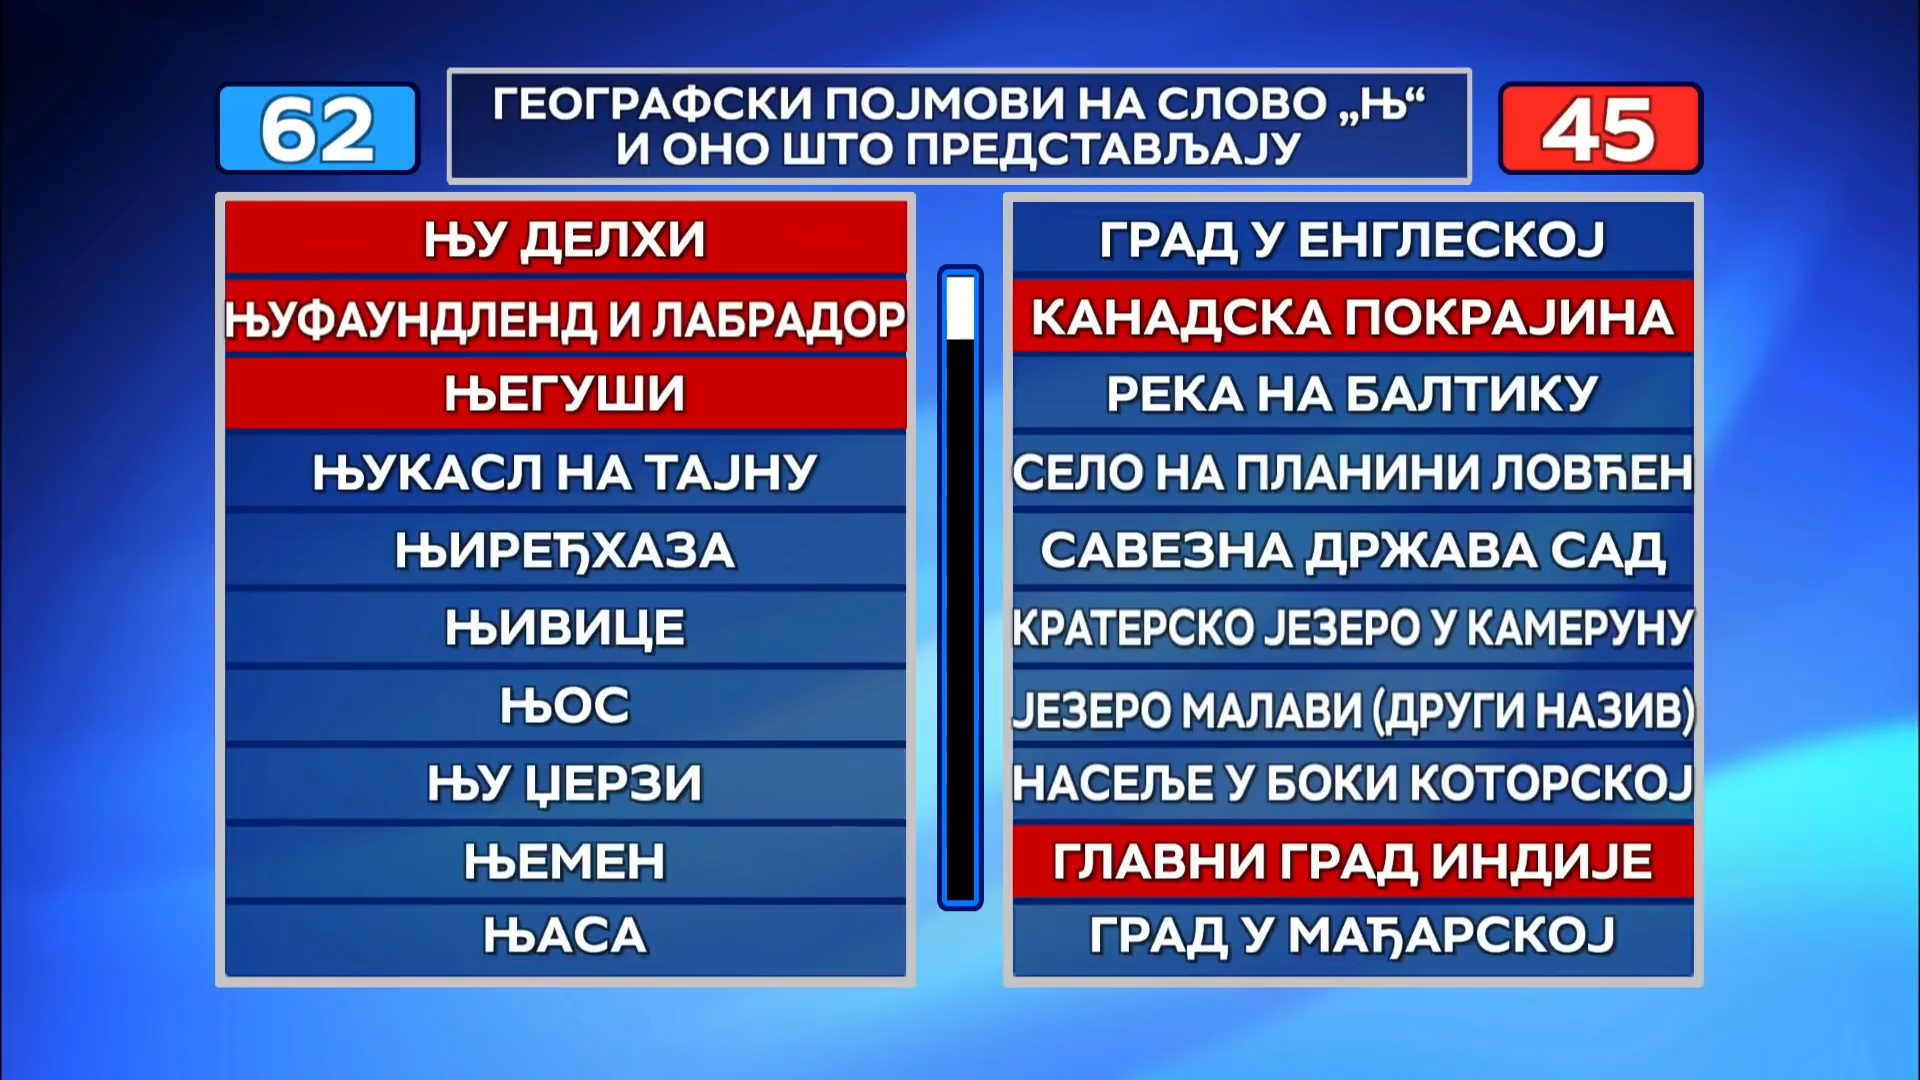 62
ГЕОГРАФСКИ ПОЈМОВИ НА СЛОВО „Њ“
И ОНО ШТО ПРЕДСТАВЉАЈУ
45
ЊУ ДЕЛХИ
ЊУФАУНДЛЕНД И ЛАБРАДОР
ЊЕГУШИ
ЊУКАСЛ НА ТАЈНУ
ЊИРЕЂХАЗА
ЊИВИЦЕ
ЊОС
ЊУ ЏЕРЗИ
ЊЕМЕН
ЊАСА
ГРАД У ЕНГЛЕСКОЈ
КАНАДСКА ПОКРАЈИНА
РЕКА НА БАЛТИКУ
СЕЛО НА ПЛАНИНИ ЛОВЋЕН
САВЕЗНА ДРЖАВА САД
КРАТЕРСКО ЈЕЗЕРО У КАМЕРУНУ
ЈЕЗЕРО МАЛАВИ (ДРУГИ НАЗИВ)
НАСЕЉЕ У БОКИ КОТОРСКОЈ
ГЛАВНИ ГРАД ИНДИЈЕ
ГРАД У МАЂАРСКОЈ